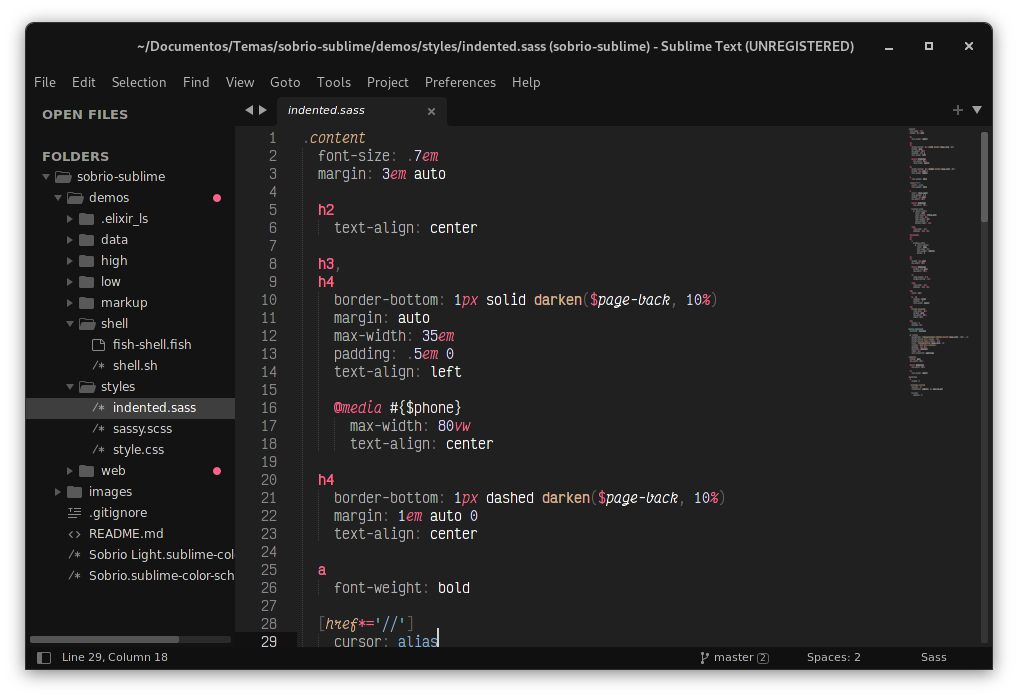 ~/Documentos/Temas/sobrio-sublime/demos/styles/indented.sass (sobrio-sublime) - Sublime Text (UNREGISTERED)
File Edit Selection Find View Goto Tools Project Preferences Help
OPEN FILES
FOLDERS
sobrio-sublime
demos
.elixir_ls
data
high
low
markup
shell
fish-shell.fish
/* shell.sh
styles
/* indented.sass
/* sassy.scss
/* style.css
web
images
.gitignore
<> README.md
/* Sobrio Light.sublime-col
/* Sobrio.sublime-color-sch
indented.sass
1 .content
2 font-size: .7em
3 margin: 3em auto
4
5 h2
6 text-align: center
7
8 h3,
9 h4
10 border-bottom: 1px solid darken($page-back, 10%)
11 margin: auto
12 max-width: 35em
13 padding: .5em 0
14 text-align: left
15
16 @media #{$phone}
17 max-width: 80vw
18 text-align: center
19
20 h4
21 border-bottom: 1px dashed darken($page-back, 10%)
22 margin: 1em auto 0
23 text-align: center
24
25 a
26 font-weight: bold
27
28 [href*='//']
29 cursor: alias
Line 29, Column 18
master 2
Spaces: 2
Sass